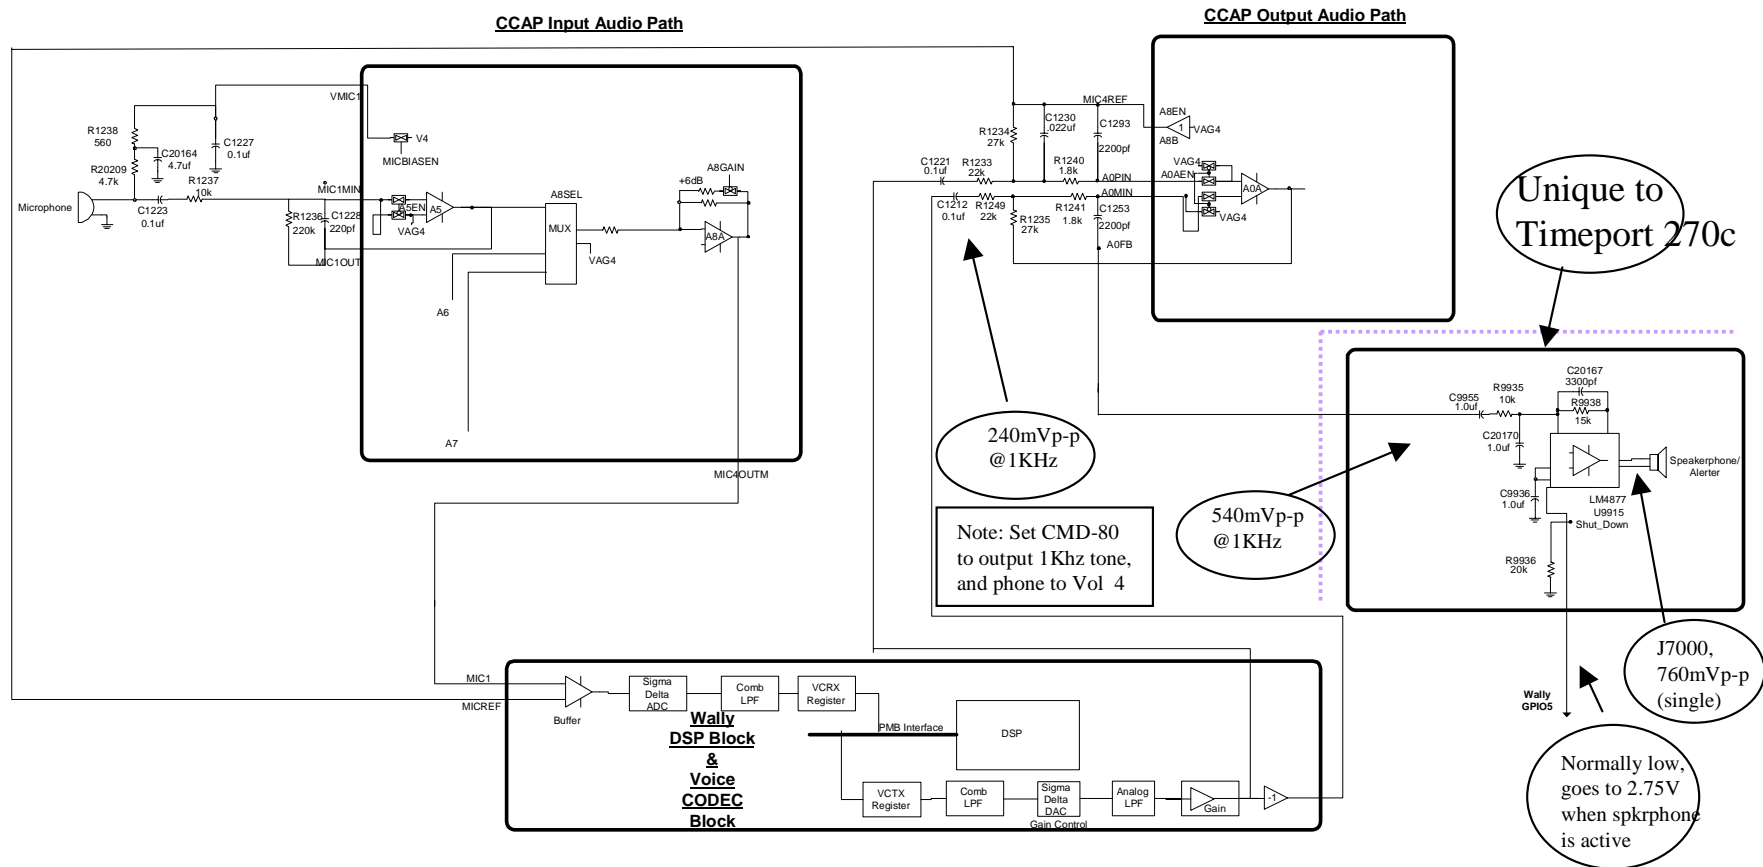 CCAP Input Audio Path
CCAP Output Audio Path
VMIC1
R1238
560
C1227
0.1uf
C20164
4.7uf
R20209
4.7k
R1237
10k
Microphone
C1223
0.1uf
R1236
220k
C1228
220pf
MIC1MIN
MIC1OUT
V4
MICBIASEN
A5EN
A5
VAG4
A8SEL
MUX
VAG4
A8GAIN
+6dB
A8A
A6
A7
MIC4OUTM
MIC4REF
A8EN
1
VAG4
A8B
R1234
27k
C1230
.022uf
C1293
2200pf
C1221
0.1uf
R1233
22k
R1240
1.8k
A0PIN
VAG4
A0AEN
A0A
C1212
0.1uf
R1249
22k
R1241
1.8k
A0MIN
VAG4
R1235
27k
C1253
2200pf
A0FB
Unique to
Timeport 270c
240mVp-p
@1KHz
Note: Set CMD-80
to output 1Khz tone,
and phone to Vol 4
540mVp-p
@1KHz
C20167
3300pf
C9955
1.0uf
R9935
10k
R9938
15k
C20170
1.0uf
Speakerphone/
Alerter
C9936
1.0uf
LM4877
U9915
Shut_Down
R9936
20k
J7000,
760mVp-p
(single)
Wally
GPIO5
Normally low,
goes to 2.75V
when spkrphone
is active
MIC1
MICREF
Buffer
Sigma
Delta
ADC
Comb
LPF
VCRX
Register
Wally
DSP Block
&
Voice
CODEC
Block
PMB Interface
DSP
VCTX
Register
Comb
LPF
Sigma
Delta
DAC
Gain Control
Analog
LPF
Gain
-1